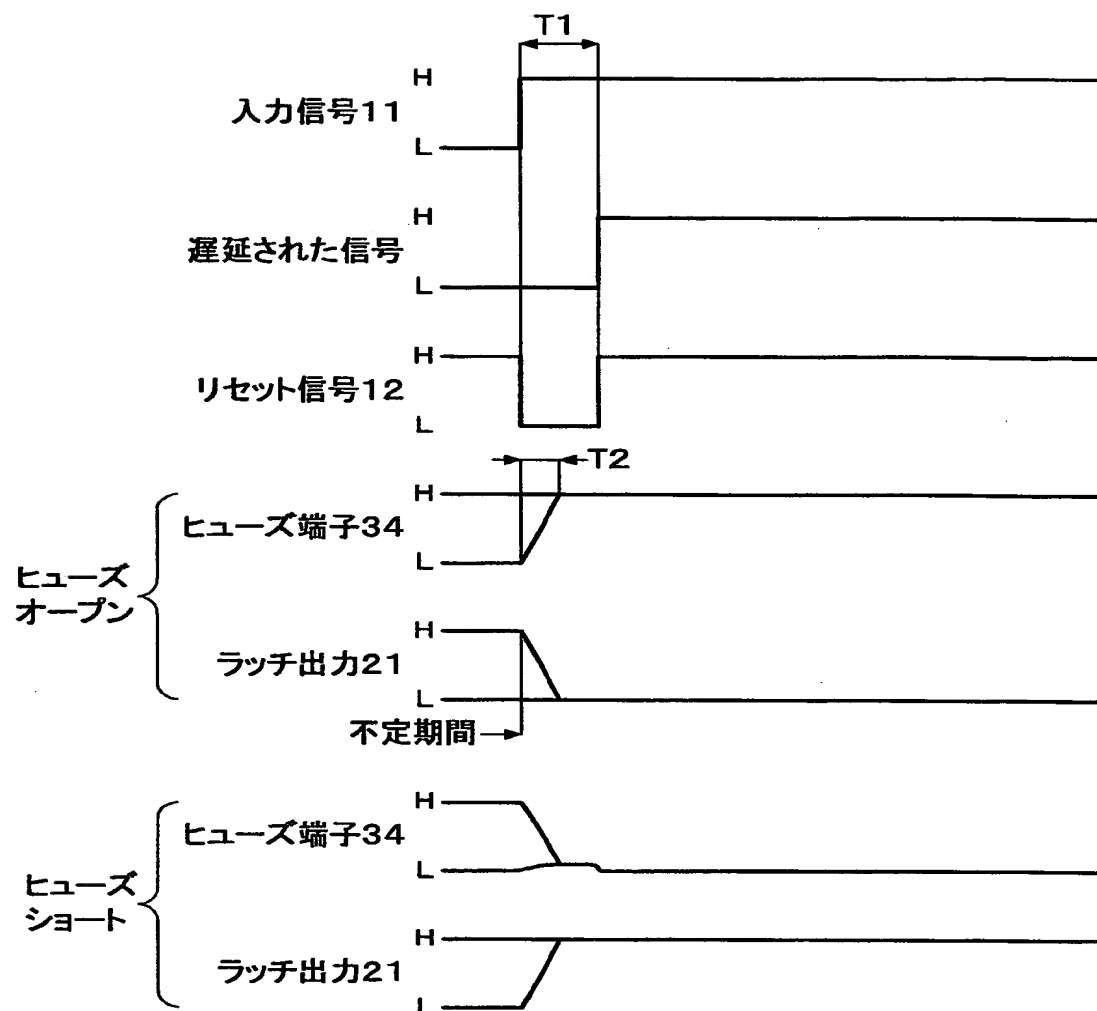 T1
H
入力信号11
L
H
遅延された信号
L
H
リセット信号12
L
T2
H
ヒューズ端子34
L
ヒューズ
オープン
H
ラッチ出力21
L
不定期間
H
ヒューズ端子34
L
ヒューズ
ショート
H
ラッチ出力21
L